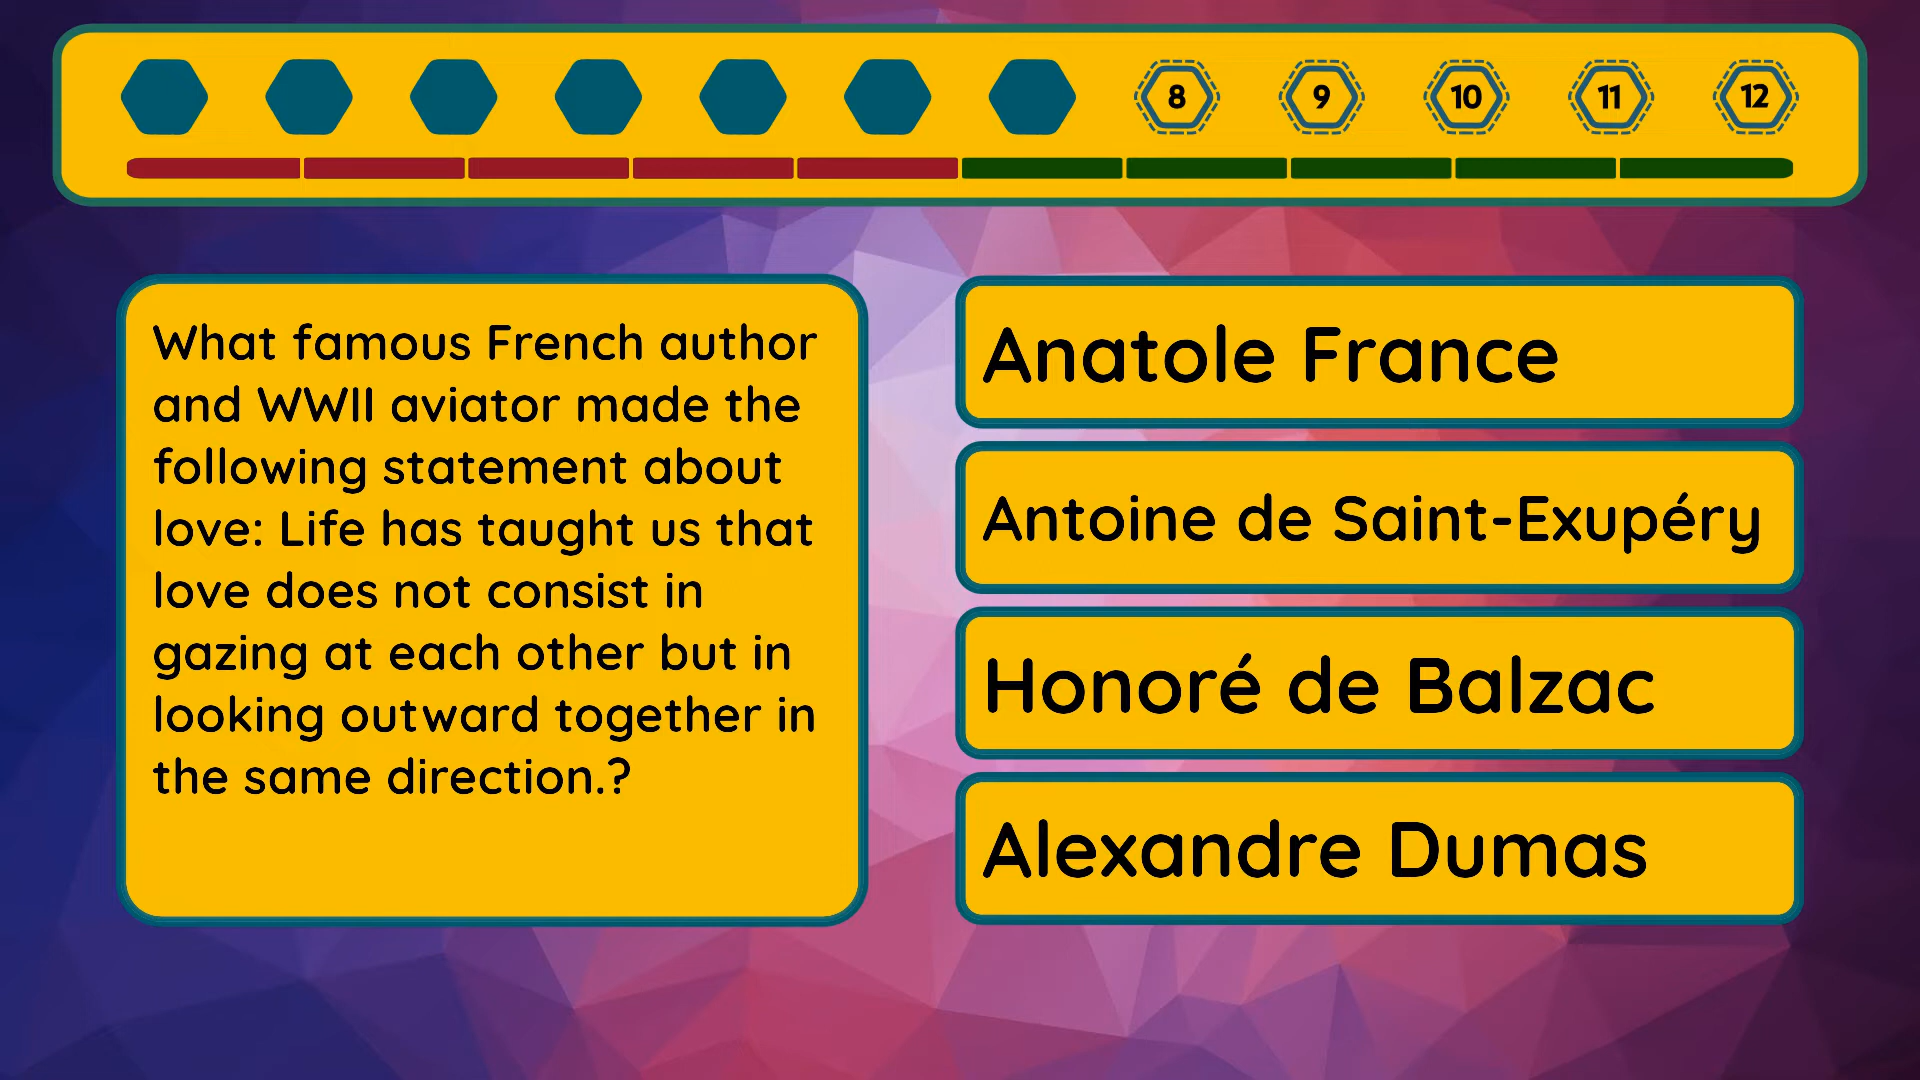 8 9 10 11 12
What famous French author
and WWII aviator made the
following statement about
love: Life has taught us that
love does not consist in
gazing at each other but in
looking outward together in
the same direction.?
Anatole France
Antoine de Saint-Exupéry
Honoré de Balzac
Alexandre Dumas